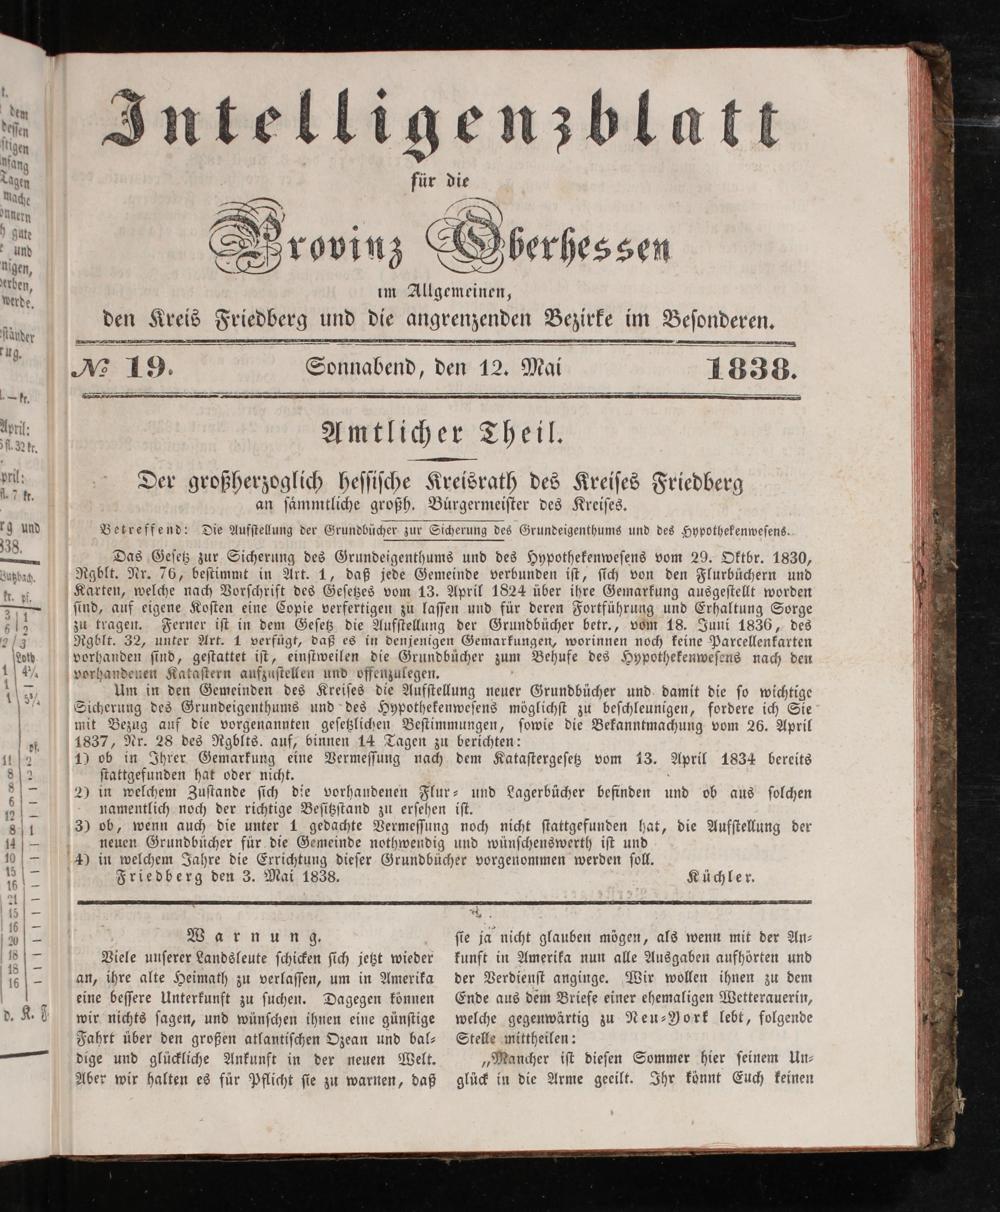 Intelligenzblatt
für die
Provinz Oberhessen
im Allgemeinen,
den Kreis Friedberg und die angrenzenden Bezirke im Besonderen.
№ 19. Sonnabend, den 12. Mai 1838.
Amtlicher Theil.
Der großherzoglich hessische Kreisrath des Kreises Friedberg
an sämmtliche großh. Bürgermeister des Kreises.
Betreffend: Die Aufstellung der Grundbücher zur Sicherung des Grundeigenthums und des Hypothekenwesens.
Das Gesetz zur Sicherung des Grundeigenthums und des Hypothekenwesens vom 29. Oktbr. 1830,
Rgblt. Nr. 76, bestimmt in Art. 1, daß jede Gemeinde verbunden ist, sich von den Flurbüchern und
Karten, welche nach Vorschrift des Gesetzes vom 13. April 1824 über ihre Gemarkung ausgestellt worden
sind, auf eigene Kosten eine Copie verfertigen zu lassen und für deren Fortführung und Erhaltung Sorge
zu tragen. Ferner ist in dem Gesetz die Aufstellung der Grundbücher betr., vom 18. Juni 1836, des
Rgblt. 32, unter Art. 1 verfügt, daß es in denjenigen Gemarkungen, worinnen noch keine Parcellenkarten
vorhanden sind, gestattet ist, einstweilen die Grundbücher zum Behufe des Hypothekenwesens nach den
vorhandenen Katastern aufzustellen und offenzulegen.
Um in den Gemeinden des Kreises die Aufstellung neuer Grundbücher und damit die so wichtige
Sicherung des Grundeigenthums und des Hypothekenwesens möglichst zu beschleunigen, fordere ich Sie
mit Bezug auf die vorgenannten gesetzlichen Bestimmungen, sowie die Bekanntmachung vom 26. April
1837, Nr. 28 des Rgblts. auf, binnen 14 Tagen zu berichten:
1) ob in Ihrer Gemarkung eine Vermessung nach dem Katastergesetz vom 13. April 1834 bereits
stattgefunden hat oder nicht.
2) in welchem Zustande sich die vorhandenen Flur- und Lagerbücher befinden und ob aus solchen
namentlich noch der richtige Besitzstand zu ersehen ist.
3) ob, wenn auch die unter 1 gedachte Vermessung noch nicht stattgefunden hat, die Aufstellung der
neuen Grundbücher für die Gemeinde nothwendig und wünschenswerth ist und
4) in welchem Jahre die Errichtung dieser Grundbücher vorgenommen werden soll.
Friedberg den 3. Mai 1838. Küchler.
Warnung.
Viele unserer Landsleute schicken sich jetzt wieder
an, ihre alte Heimath zu verlassen, um in Amerika
eine bessere Unterkunft zu suchen. Dagegen können
wir nichts sagen, und wünschen ihnen eine günstige
Fahrt über den großen atlantischen Ozean und bal-
dige und glückliche Ankunft in der neuen Welt.
Aber wir halten es für Pflicht sie zu warnen, daß
sie ja nicht glauben mögen, als wenn mit der An-
kunft in Amerika nun alle Ausgaben aufhörten und
der Verdienst anginge. Wir wollen ihnen zu dem
Ende aus dem Briefe einer ehemaligen Wetterauerin,
welche gegenwärtig zu Neu-York lebt, folgende
Stelle mittheilen:
„Mancher ist diesen Sommer hier seinem Un-
glück in die Arme geeilt. Ihr könnt Euch keinen